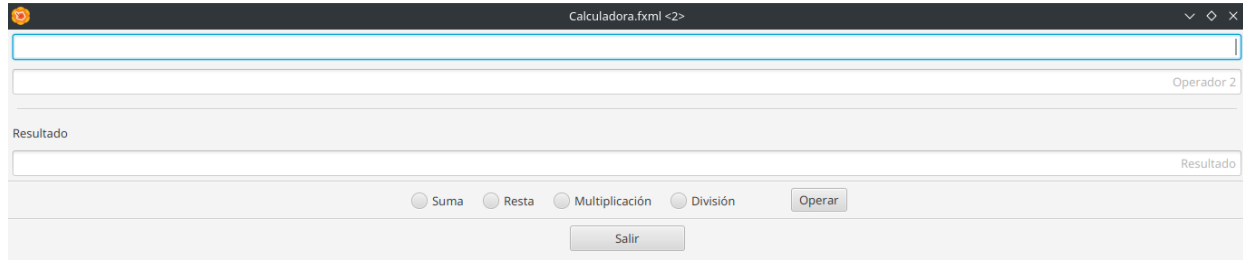 Calculadora.fxml <2>
Operador 2
Resultado
Resultado
Suma Resta Multiplicación División Operar
Salir